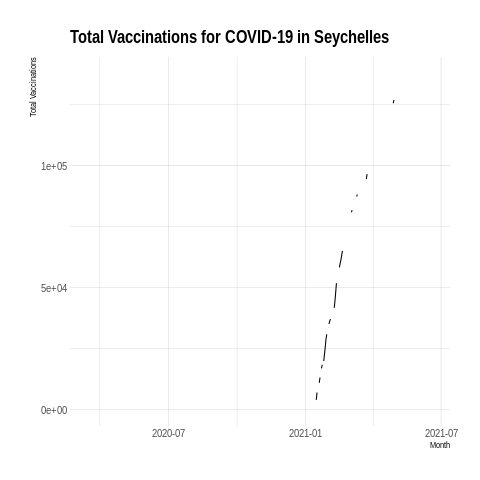 Total Vaccinations for COVID-19 in Seychelles
Total Vaccinations
1e+05
5e+04
0e+00
2020-07
2021-01
2021-07
Month